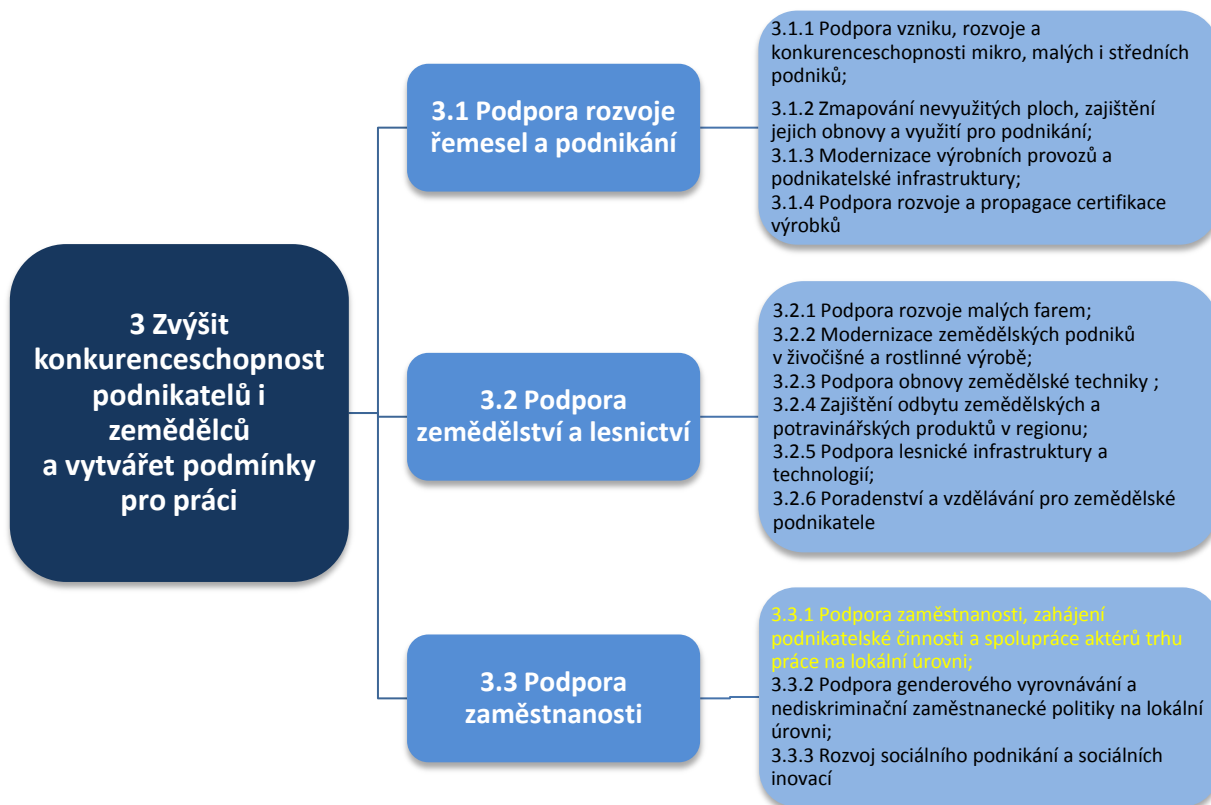 3 Zvýšit
konkurenceschopnost
podnikatelů i
zemědělců
a vytvářet podmínky
pro práci
3.1 Podpora rozvoje
řemesel a podnikání
3.1.1 Podpora vzniku, rozvoje a
konkurenceschopnosti mikro, malých i středních
podniků;
3.1.2 Zmapování nevyužitých ploch, zajištění
jejich obnovy a využití pro podnikání;
3.1.3 Modernizace výrobních provozů a
podnikatelské infrastruktury;
3.1.4 Podpora rozvoje a propagace certifikace
výrobků
3.2 Podpora
zemědělství a lesnictví
3.2.1 Podpora rozvoje malých farem;
3.2.2 Modernizace zemědělských podniků
v živočišné a rostlinné výrobě;
3.2.3 Podpora obnovy zemědělské techniky ;
3.2.4 Zajištění odbytu zemědělských a
potravinářských produktů v regionu;
3.2.5 Podpora lesnické infrastruktury a
technologií;
3.2.6 Poradenství a vzdělávání pro zemědělské
podnikatele
3.3 Podpora
zaměstnanosti
3.3.1 Podpora zaměstnanosti, zahájení
podnikatelské činnosti a spolupráce aktérů trhu
práce na lokální úrovni;
3.3.2 Podpora genderového vyrovnávání a
nediskriminační zaměstnanecké politiky na lokální
úrovni;
3.3.3 Rozvoj sociálního podnikání a sociálních
inovací